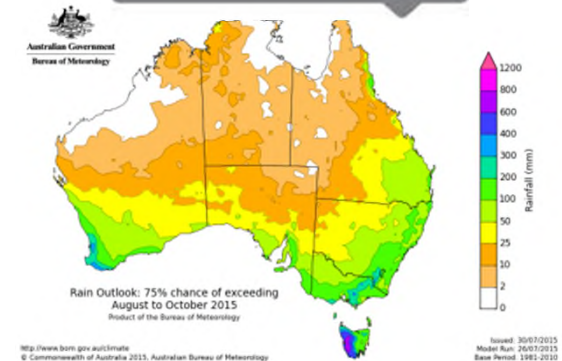 Australian Government
Bureau of Meteorology
1200
800
600
400
300
200
100
50
25
10
2
0
Rainfall (mm)
Rain Outlook: 75% chance of exceeding
August to October 2015
Product of the Bureau of Meteorology
http://www.bom.gov.au/climate
© Commonwealth of Australia 2015, Australian Bureau of Meteorology
Issued: 30/07/2015
Model Run: 26/07/2015
Base Period: 1981-2010